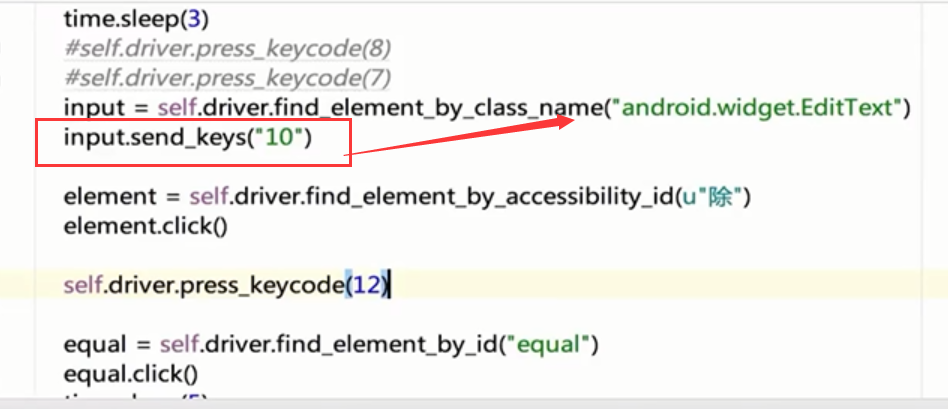 time.sleep(3)
#self.driver.press_keycode(8)
#self.driver.press_keycode(7)
input = self.driver.find_element_by_class_name("android.widget.EditText")
input.send_keys("10")
element = self.driver.find_element_by_accessibility_id(u"除")
element.click()
self.driver.press_keycode(12)
equal = self.driver.find_element_by_id("equal")
equal.click()